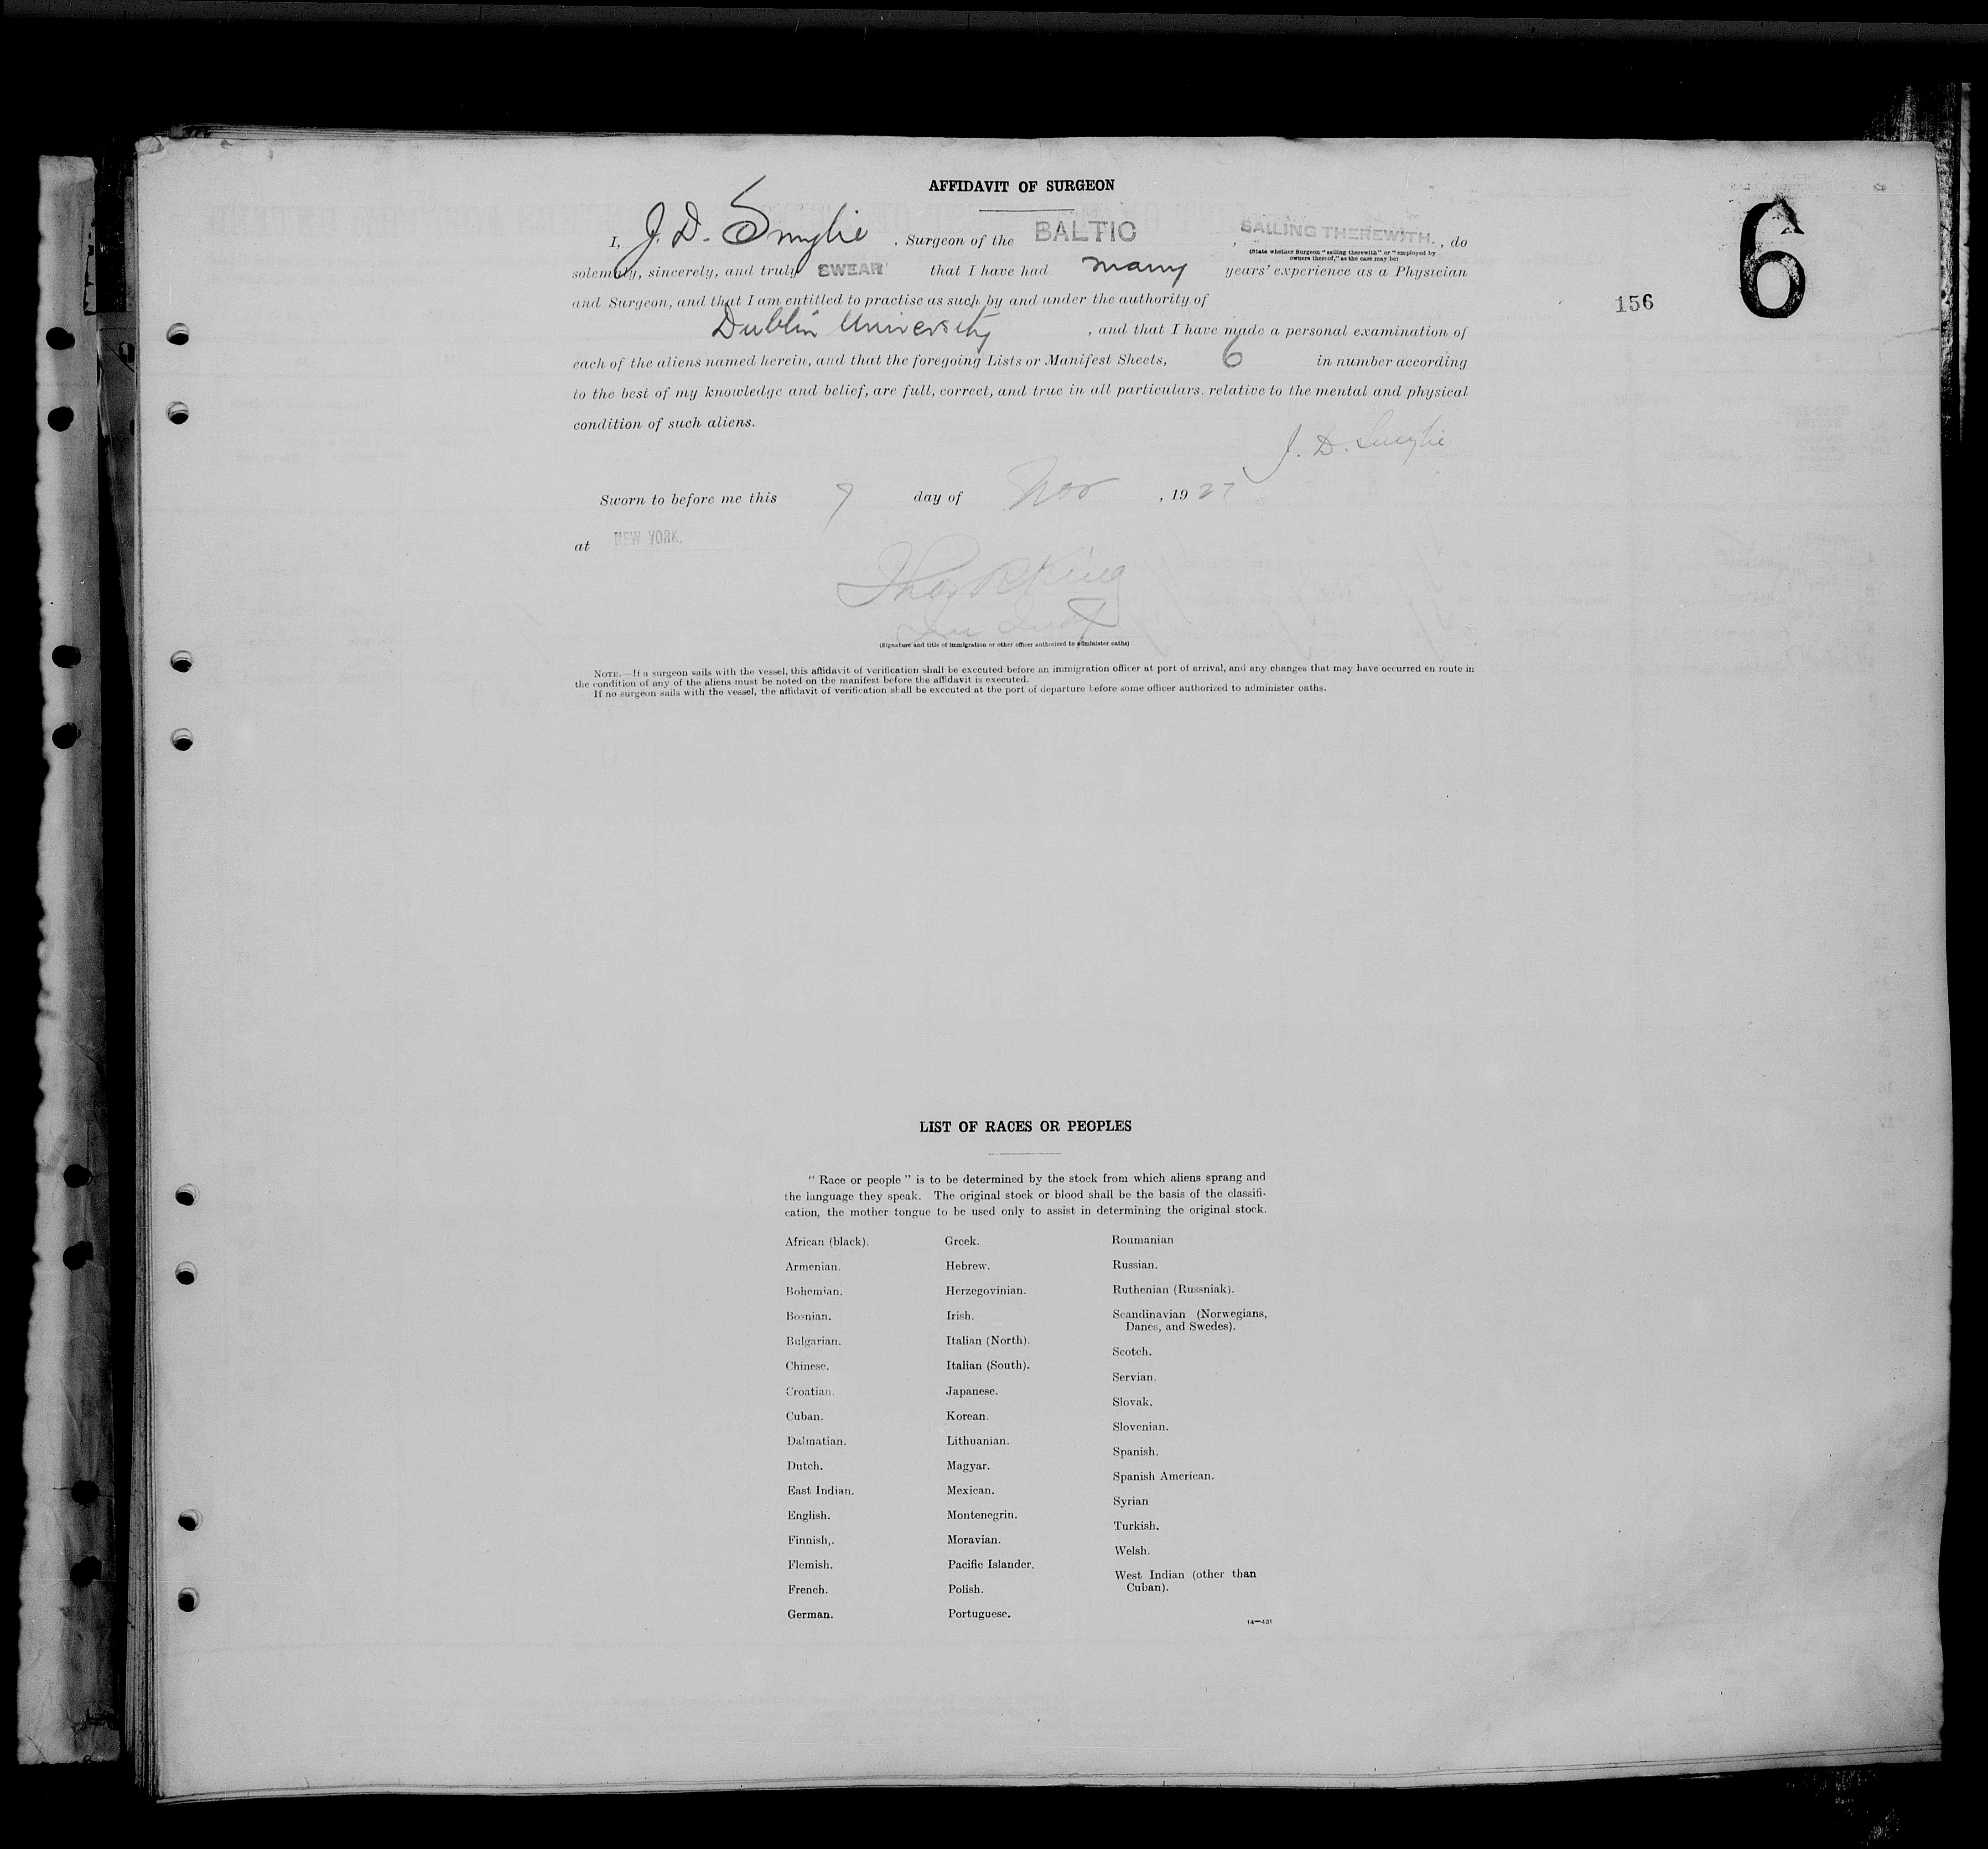 6
156
AFFIDAVIT OF SURGEON
I, J. D. Smylie, Surgeon of the BALTIC, SAILING THEREWITH., do
(State whether Surgeon "sailing therewith" or "employed by
owners thereof," as the case may be)
solemnly, sincerely, and truly SWEAR that I have had many years' experience as a Physician
and Surgeon, and that I am entitled to practise as such by and under the authority of
Dublin University, and that I have made a personal examination of
each of the aliens named herein, and that the foregoing Lists or Manifest Sheets, 6 in number according
to the best of my knowledge and belief, are full, correct, and true in all particulars. relative to the mental and physical
condition of such aliens.
J. D. Smylie
Sworn to before me this 7 day of Nov, 1927
at NEW YORK.
(Signature and title of immigration or other officer authorized to administer oaths)
NOTE.—If a surgeon sails with the vessel, this affidavit of verification shall be executed before an immigration officer at port of arrival, and any changes that may have occurred en route in
the condition of any of the aliens must be noted on the manifest before the affidavit is executed.
If no surgeon sails with the vessel, the affidavit of verification shall be executed at the port of departure before some officer authorized to administer oaths.
LIST OF RACES OR PEOPLES
"Race or people" is to be determined by the stock from which aliens sprang and
the language they speak. The original stock or blood shall be the basis of the classifi-
cation, the mother tongue to be used only to assist in determining the original stock.
African (black).
Armenian.
Bohemian.
Bosnian.
Bulgarian.
Chinese.
Croatian.
Cuban.
Dalmatian.
Dutch.
East Indian.
English.
Finnish,.
Flemish.
French.
German.
Greek.
Hebrew.
Herzegovinian.
Irish.
Italian (North).
Italian (South).
Japanese.
Korean.
Lithuanian.
Magyar.
Mexican.
Montenegrin.
Moravian.
Pacific Islander.
Polish.
Portuguese.
Roumanian
Russian.
Ruthenian (Russniak).
Scandinavian (Norwegians,
Danes, and Swedes).
Scotch.
Servian.
Slovak.
Slovenian.
Spanish.
Spanish American.
Syrian
Turkish.
Welsh.
West Indian (other than
Cuban).
14—431